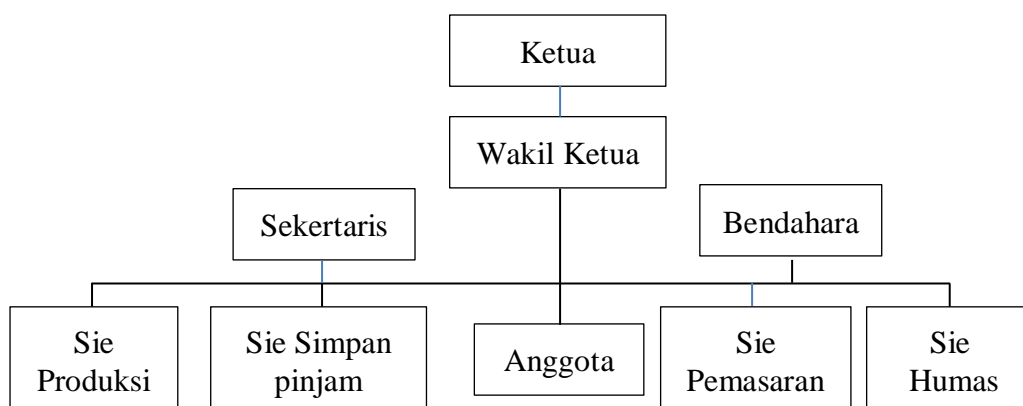 Ketua
Wakil Ketua
Sekertaris
Bendahara
Sie
Produksi
Sie Simpan
pinjam
Anggota
Sie
Pemasaran
Sie
Humas